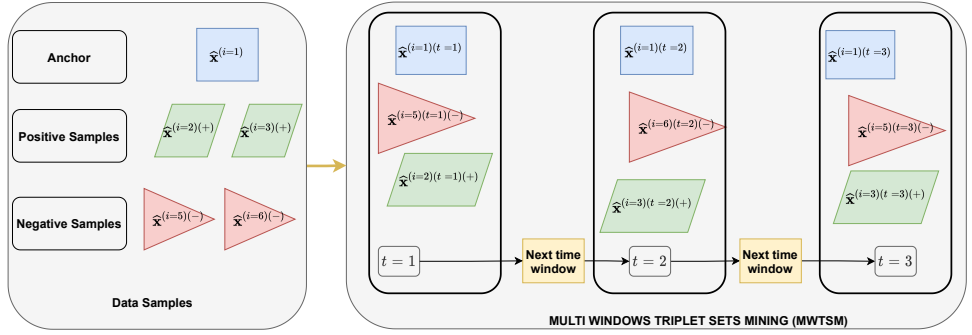 Anchor
x̂^(i=1)
Positive Samples
x̂^(i=2)(+)
x̂^(i=3)(+)
Negative Samples
x̂^(i=5)(−)
x̂^(i=6)(−)
Data Samples
x̂^(i=1)(t=1)
x̂^(i=5)(t=1)(−)
x̂^(i=2)(t=1)(+)
t = 1
Next time
window
x̂^(i=1)(t=2)
x̂^(i=6)(t=2)(−)
x̂^(i=3)(t=2)(+)
t = 2
Next time
window
x̂^(i=1)(t=3)
x̂^(i=5)(t=3)(−)
x̂^(i=3)(t=3)(+)
t = 3
MULTI WINDOWS TRIPLET SETS MINING (MWTSM)